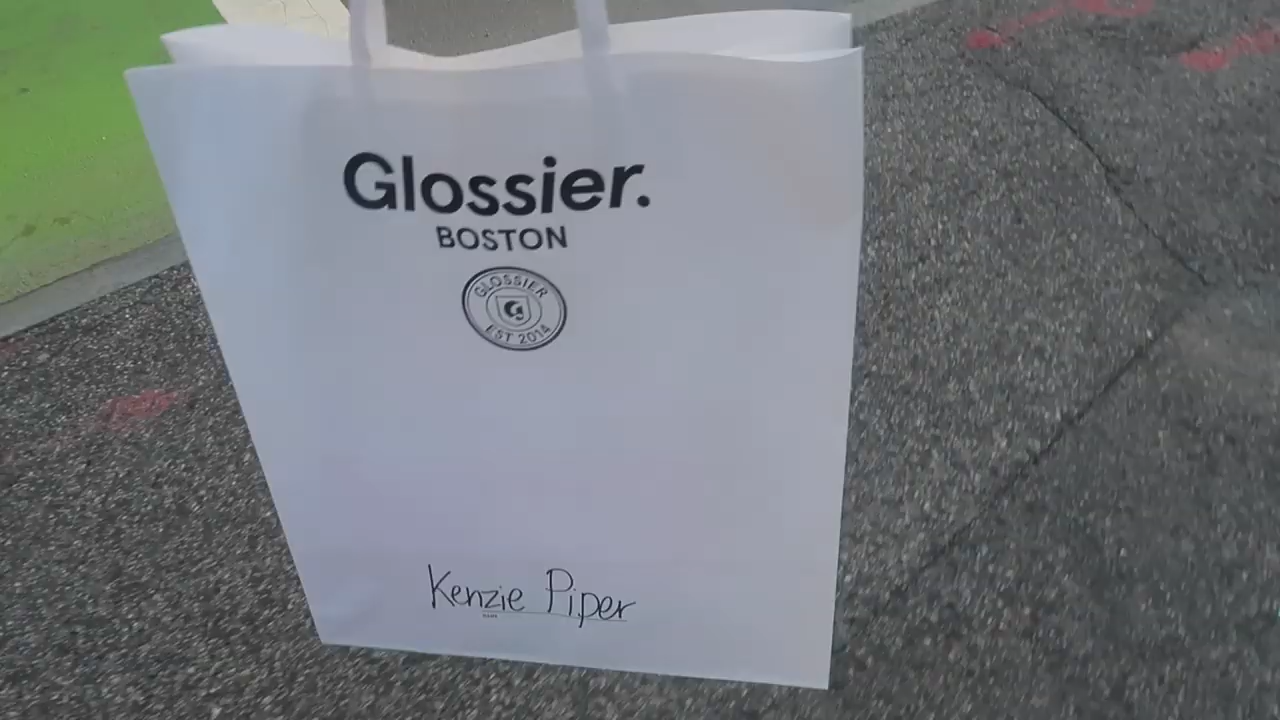 Glossier.
BOSTON
GLOSSIER
G
EST 2014
Kenzie Piper